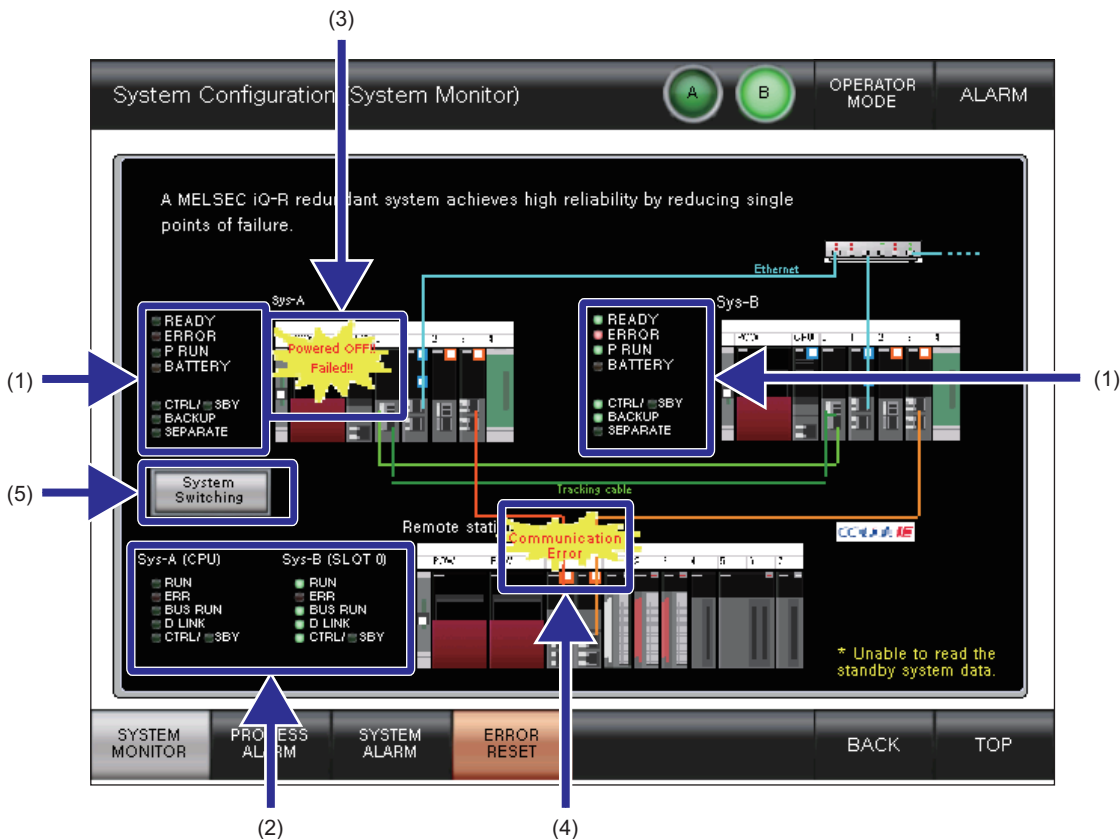 (3)
System Configuration (System Monitor)
A
B
OPERATOR
MODE
ALARM
A MELSEC iQ-R redundant system achieves high reliability by reducing single
points of failure.
Ethernet
Sys-A
Sys-B
READY
ERROR
P RUN
BATTERY
CTRL/ SBY
BACKUP
SEPARATE
Powered OFF!!
Failed!!
READY
ERROR
P RUN
BATTERY
CTRL/ SBY
BACKUP
SEPARATE
(1)
(1)
(5)
System
Switching
Tracking cable
Remote
Communication
Error
Sys-A (CPU)
Sys-B (SLOT 0)
RUN
ERR
BUS RUN
D LINK
CTRL/ SBY
RUN
ERR
BUS RUN
D LINK
CTRL/ SBY
* Unable to read the
standby system data.
SYSTEM
MONITOR
PROCESS
ALARM
SYSTEM
ALARM
ERROR
RESET
BACK
TOP
(2)
(4)